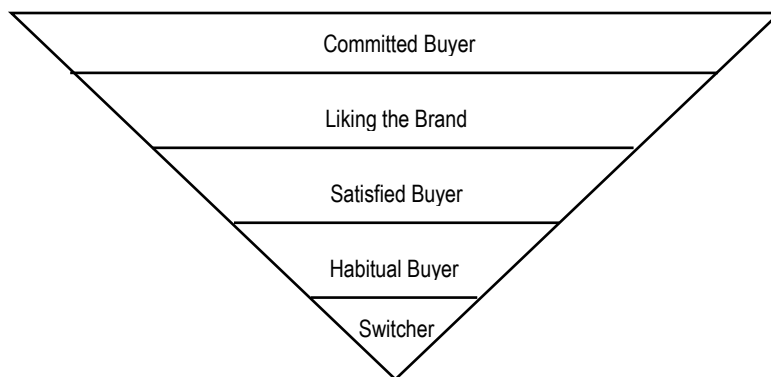 Committed Buyer
Liking the Brand
Satisfied Buyer
Habitual Buyer
Switcher